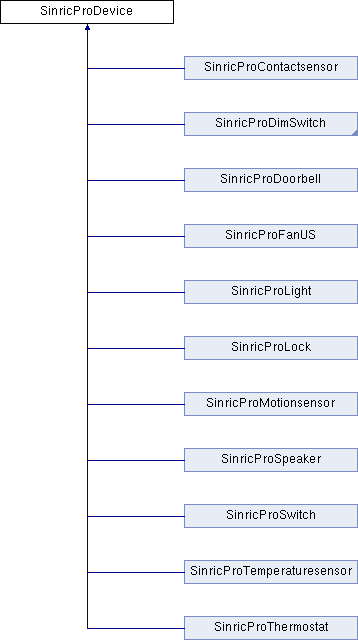 SinricProDevice
SinricProContactsensor
SinricProDimSwitch
SinricProDoorbell
SinricProFanUS
SinricProLight
SinricProLock
SinricProMotionsensor
SinricProSpeaker
SinricProSwitch
SinricProTemperaturesensor
SinricProThermostat